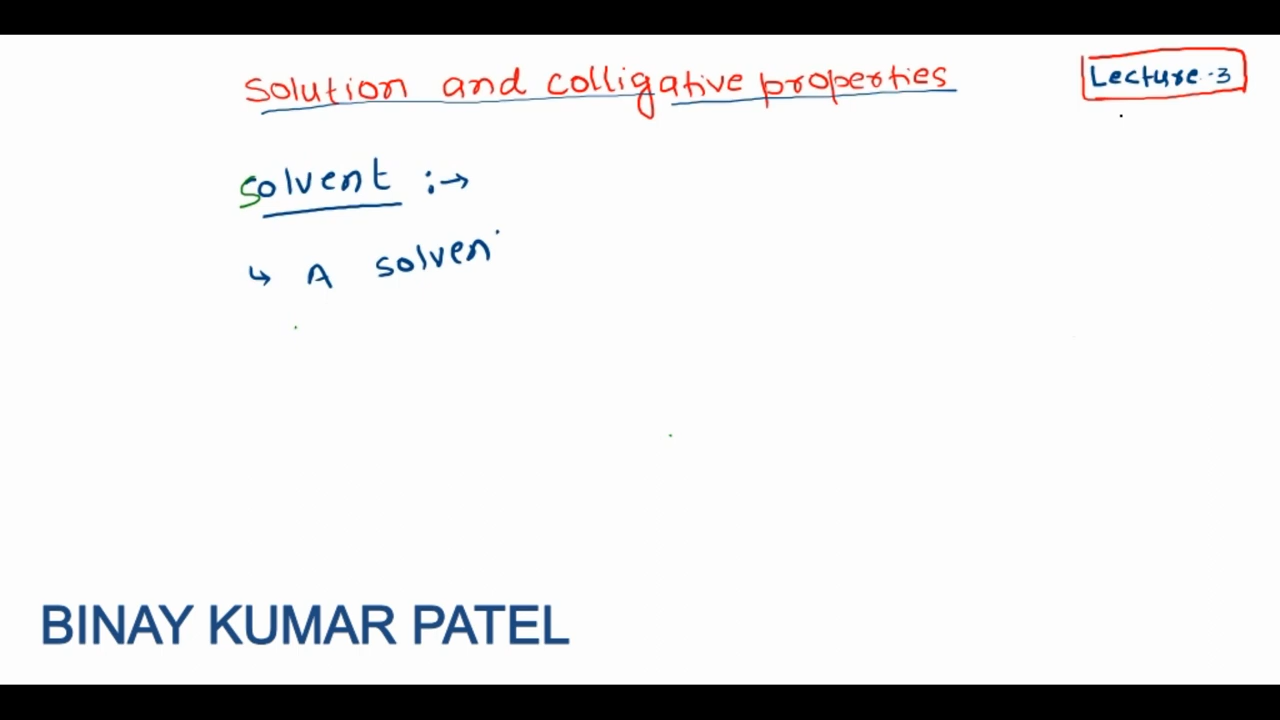 Solution and colligative properties
Lecture-3
Solvent :→
↳ A solven
BINAY KUMAR PATEL